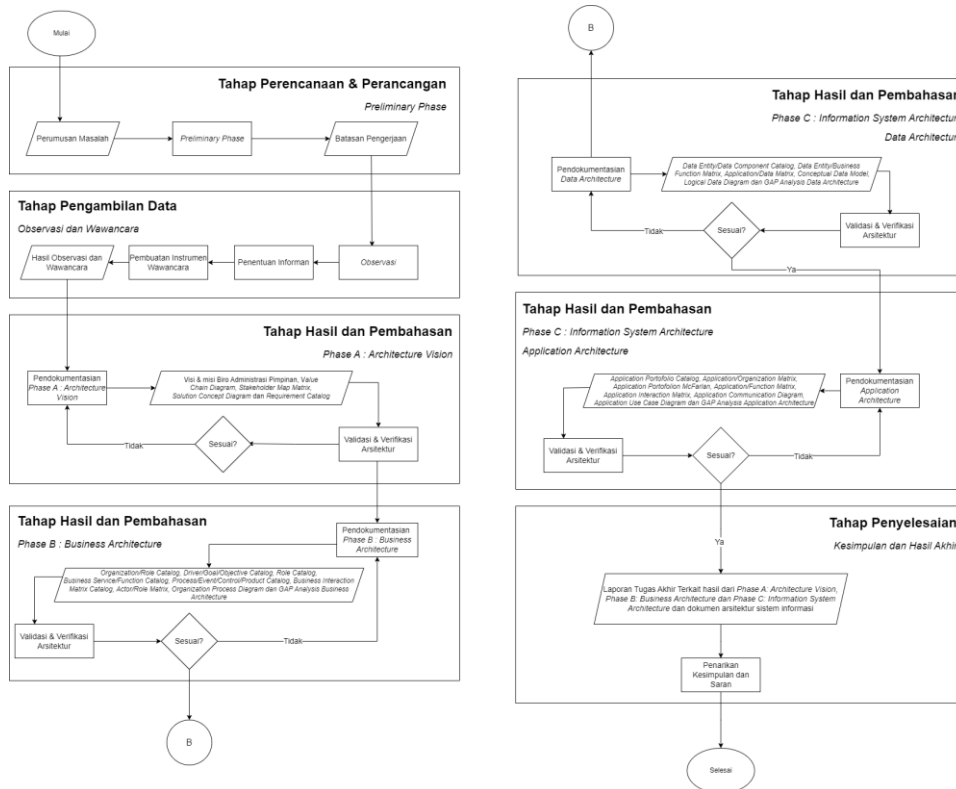 Mulai
Tahap Perencanaan & Perancangan
Preliminary Phase
Perumusan Masalah
Preliminary Phase
Batasan Pengerjaan
Tahap Pengambilan Data
Observasi dan Wawancara
Hasil Observasi dan
Wawancara
Pembuatan Instrumen
Wawancara
Penentuan Informan
Observasi
Tahap Hasil dan Pembahasan
Phase A : Architecture Vision
Pendokumentasian
Phase A : Architecture
Vision
Visi & misi Biro Administrasi Pimpinan, Value
Chain Diagram, Stakeholder Map Matrix,
Solution Concept Diagram dan Requirement Catalog
Tidak
Sesuai?
Validasi & Verifikasi
Arsitektur
Tahap Hasil dan Pembahasan
Phase B : Business Architecture
Pendokumentasian
Phase B : Business
Architecture
Organization/Role Catalog, Driver/Goal/Objective Catalog, Role Catalog,
Business Service/Function Catalog, Process/Event/Control/Product Catalog, Business Interaction
Matrix Catalog, Actor/Role Matrix, Organization Process Diagram dan GAP Analysis Business
Architecture
Validasi & Verifikasi
Arsitektur
Sesuai?
Tidak
B
B
Tahap Hasil dan Pembahasan
Phase C : Information System Architectur
Data Architectur
Pendokumentasian
Data Architecture
Data Entity/Data Component Catalog, Data Entity/Business
Function Matrix, Application/Data Matrix, Conceptual Data Model,
Logical Data Diagram dan GAP Analysis Data Architecture
Tidak
Sesuai?
Validasi & Verifikasi
Arsitektur
Ya
Tahap Hasil dan Pembahasan
Phase C : Information System Architecture
Application Architecture
Application Portofolio Catalog, Application/Organization Matrix,
Application Portofolion McFarlan, Application/Function Matrix,
Application Interaction Matrix, Application Communication Diagram,
Application Use Case Diagram dan GAP Analysis Application Architecture
Pendokumentasian
Application
Architecture
Validasi & Verifikasi
Arsitektur
Sesuai?
Tidak
Tahap Penyelesaian
Kesimpulan dan Hasil Akhir
Ya
Laporan Tugas Akhir Terkait hasil dari Phase A: Architecture Vision,
Phase B: Business Architecture dan Phase C: Information System
Architecture dan dokumen arsitektur sistem informasi
Penarikan
Kesimpulan dan
Saran
Selesai